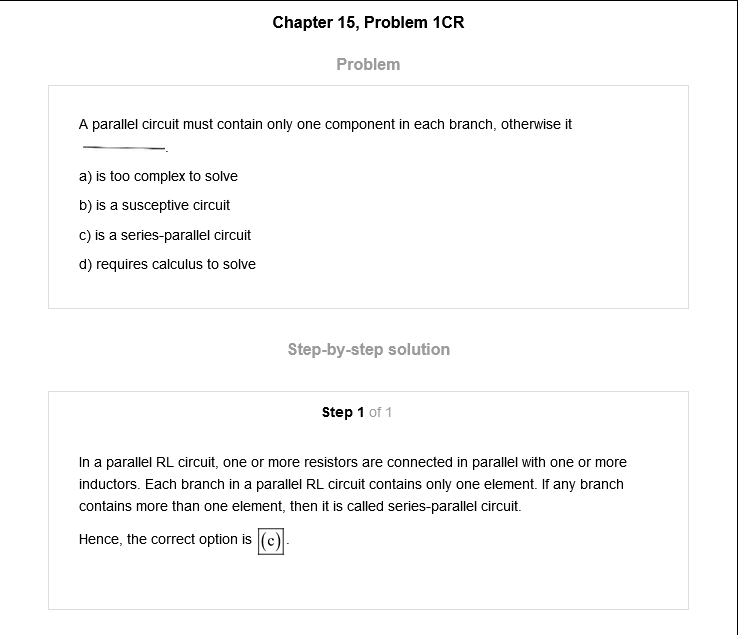 Chapter 15, Problem 1CR
Problem
A parallel circuit must contain only one component in each branch, otherwise it
__________.
a) is too complex to solve
b) is a susceptive circuit
c) is a series-parallel circuit
d) requires calculus to solve
Step-by-step solution
Step 1 of 1
In a parallel RL circuit, one or more resistors are connected in parallel with one or more
inductors. Each branch in a parallel RL circuit contains only one element. If any branch
contains more than one element, then it is called series-parallel circuit.
Hence, the correct option is (c).